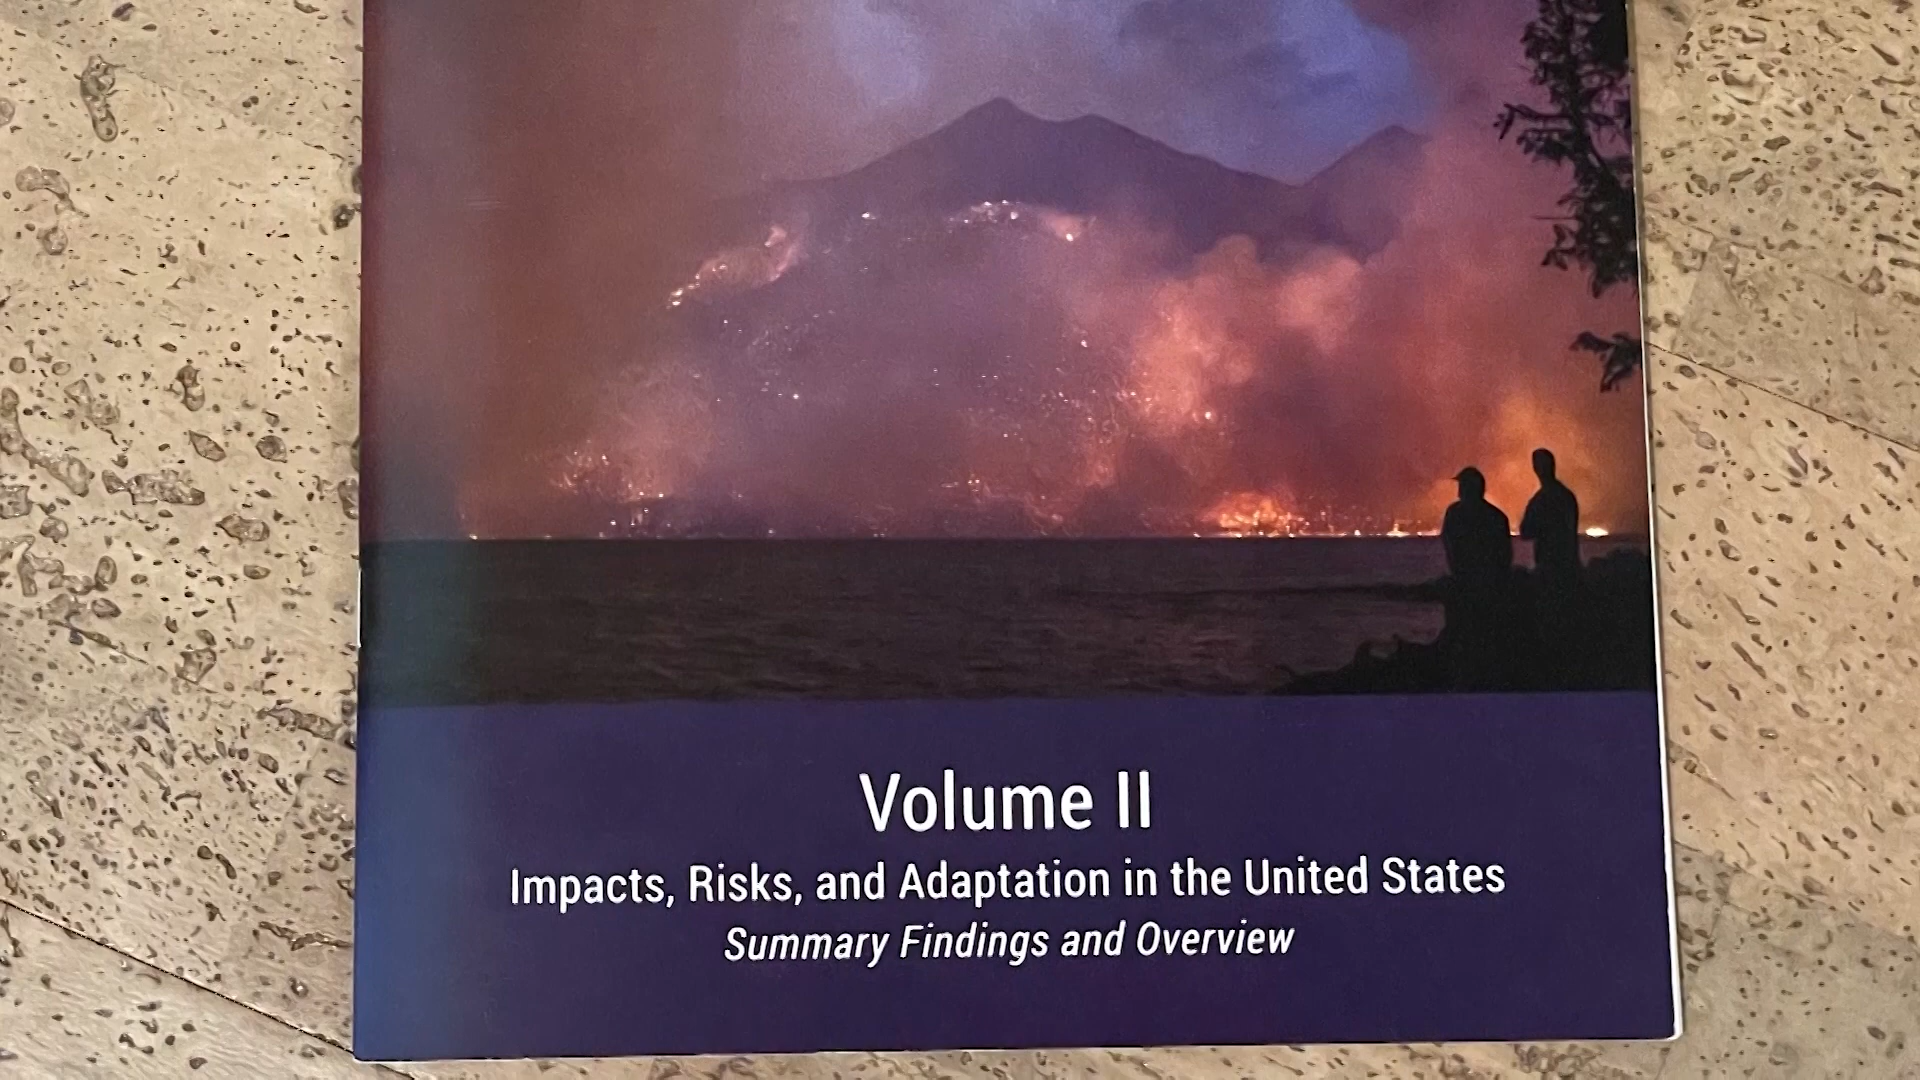 Volume II
Impacts, Risks, and Adaptation in the United States
Summary Findings and Overview